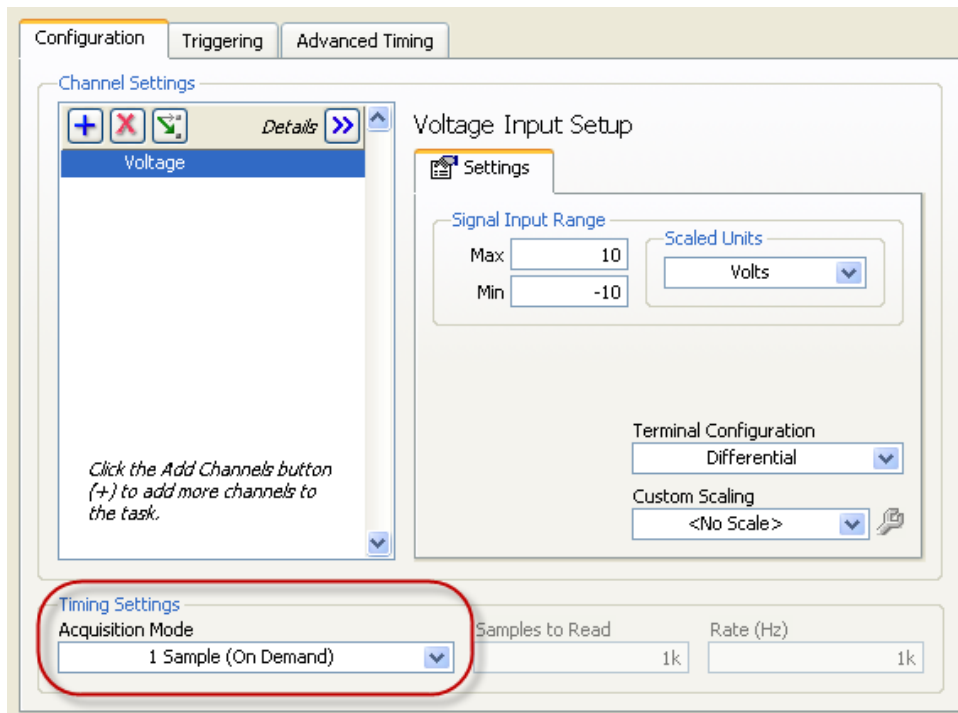 Configuration
Triggering
Advanced Timing
Channel Settings
Details
Voltage
Click the Add Channels button
(+) to add more channels to
the task.
Voltage Input Setup
Settings
Signal Input Range
Max 10
Min -10
Scaled Units
Volts
Terminal Configuration
Differential
Custom Scaling
<No Scale>
Timing Settings
Acquisition Mode
1 Sample (On Demand)
Samples to Read
1k
Rate (Hz)
1k